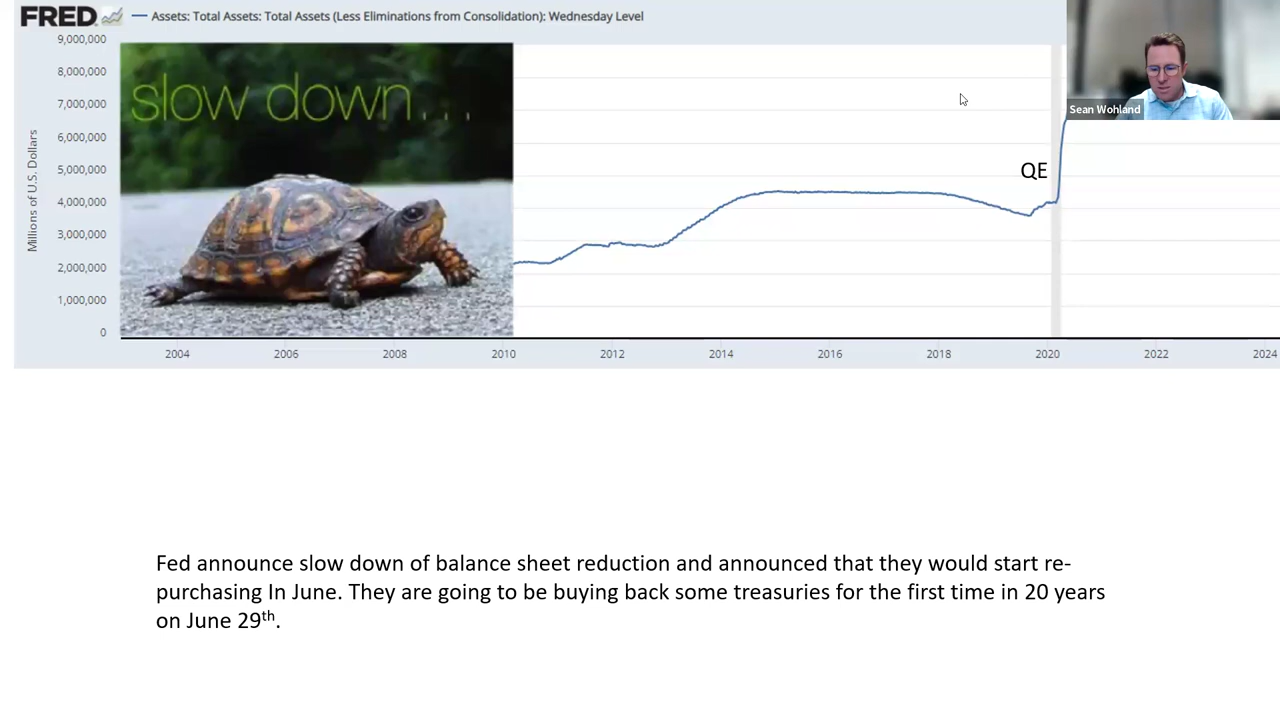 FRED
Assets: Total Assets: Total Assets (Less Eliminations from Consolidation): Wednesday Level
Millions of U.S. Dollars
9,000,000
8,000,000
7,000,000
6,000,000
5,000,000
4,000,000
3,000,000
2,000,000
1,000,000
0
slow down...
QE
Sean Wohland
2004 2006 2008 2010 2012 2014 2016 2018 2020 2022 2024
Fed announce slow down of balance sheet reduction and announced that they would start re-
purchasing In June. They are going to be buying back some treasuries for the first time in 20 years
on June 29th.